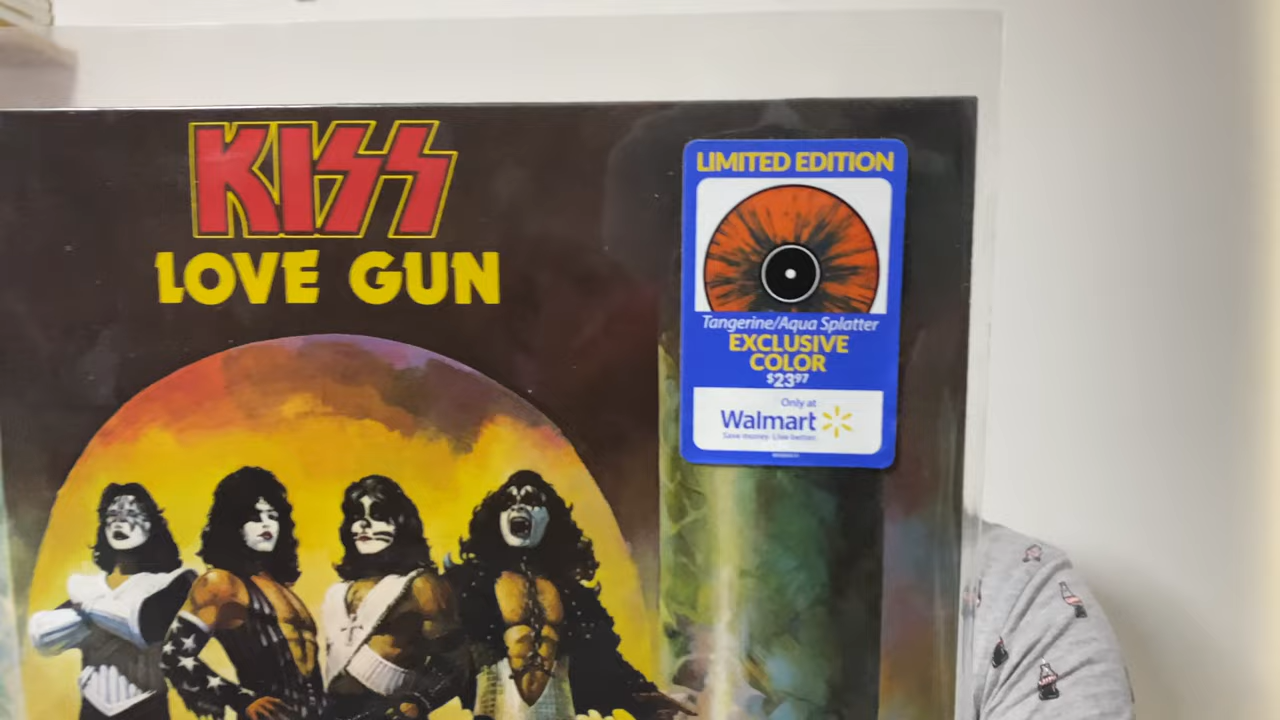 KISS
LOVE GUN
LIMITED EDITION
Tangerine/Aqua Splatter
EXCLUSIVE
COLOR
$23.97
Only at
Walmart
Save money. Live better.